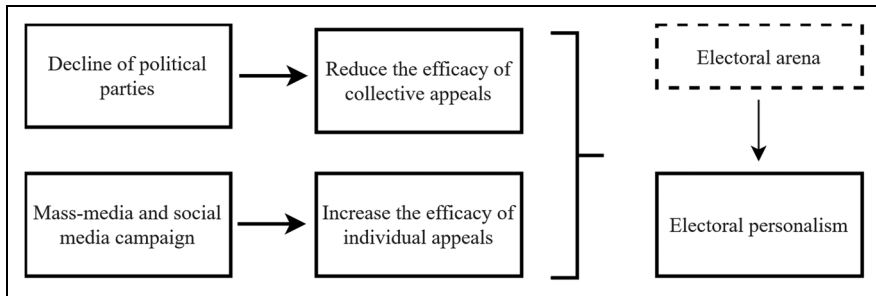 Decline of political
parties
Reduce the efficacy of
collective appeals
Electoral arena
Mass-media and social
media campaign
Increase the efficacy of
individual appeals
Electoral personalism